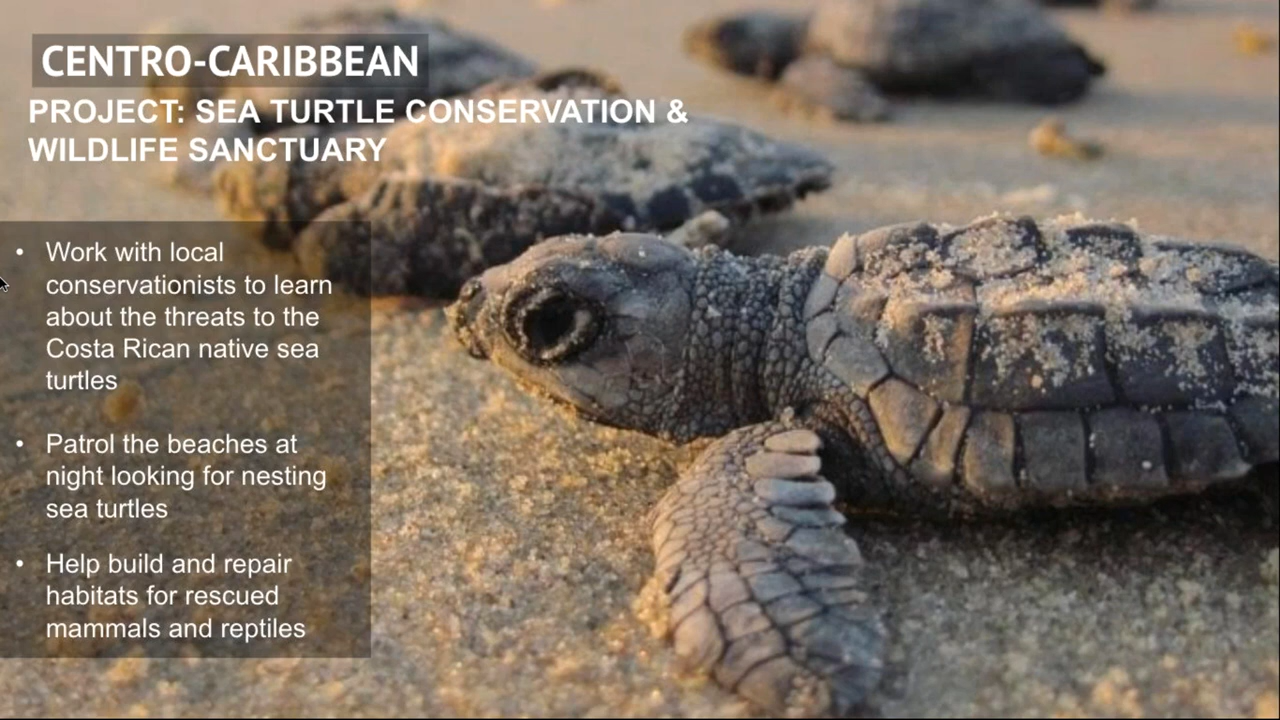 CENTRO-CARIBBEAN
PROJECT: SEA TURTLE CONSERVATION &
WILDLIFE SANCTUARY
• Work with local
conservationists to learn
about the threats to the
Costa Rican native sea
turtles
• Patrol the beaches at
night looking for nesting
sea turtles
• Help build and repair
habitats for rescued
mammals and reptiles